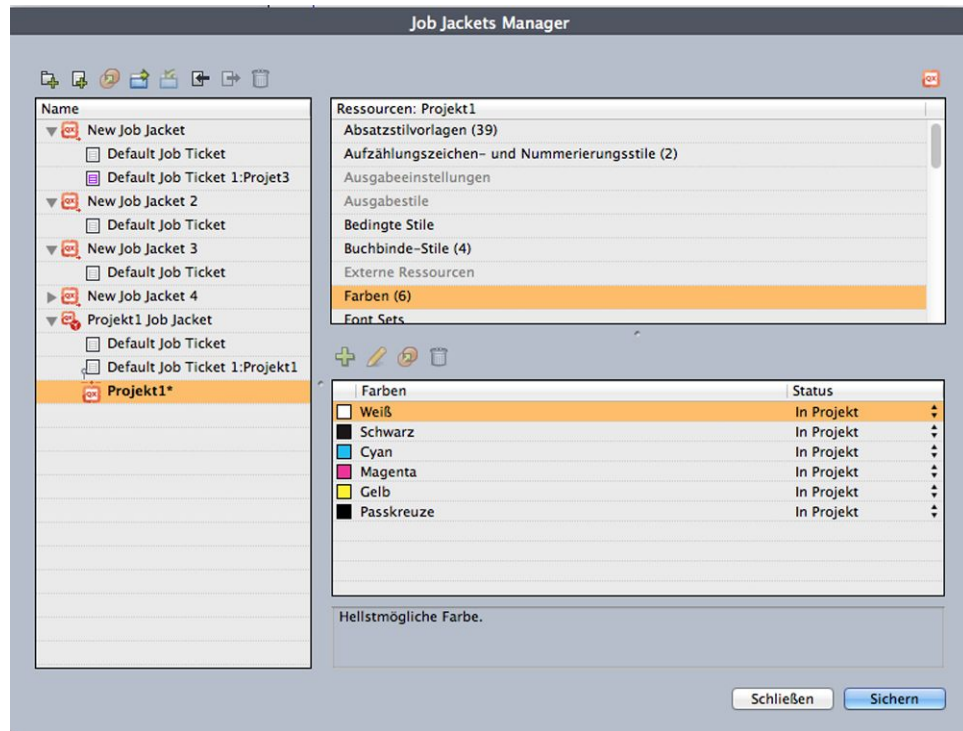 Job Jackets Manager
Name
New Job Jacket
Default Job Ticket
Default Job Ticket 1:Projet3
New Job Jacket 2
Default Job Ticket
New Job Jacket 3
Default Job Ticket
New Job Jacket 4
Projekt1 Job Jacket
Default Job Ticket
Default Job Ticket 1:Projekt1
Projekt1*
Ressourcen: Projekt1
Absatzstilvorlagen (39)
Aufzählungszeichen- und Nummerierungsstile (2)
Ausgabeeinstellungen
Ausgabestile
Bedingte Stile
Buchbinde-Stile (4)
Externe Ressourcen
Farben (6)
Font Sets
Farben Status
Weiß In Projekt
Schwarz In Projekt
Cyan In Projekt
Magenta In Projekt
Gelb In Projekt
Passkreuze In Projekt
Hellstmögliche Farbe.
Schließen Sichern